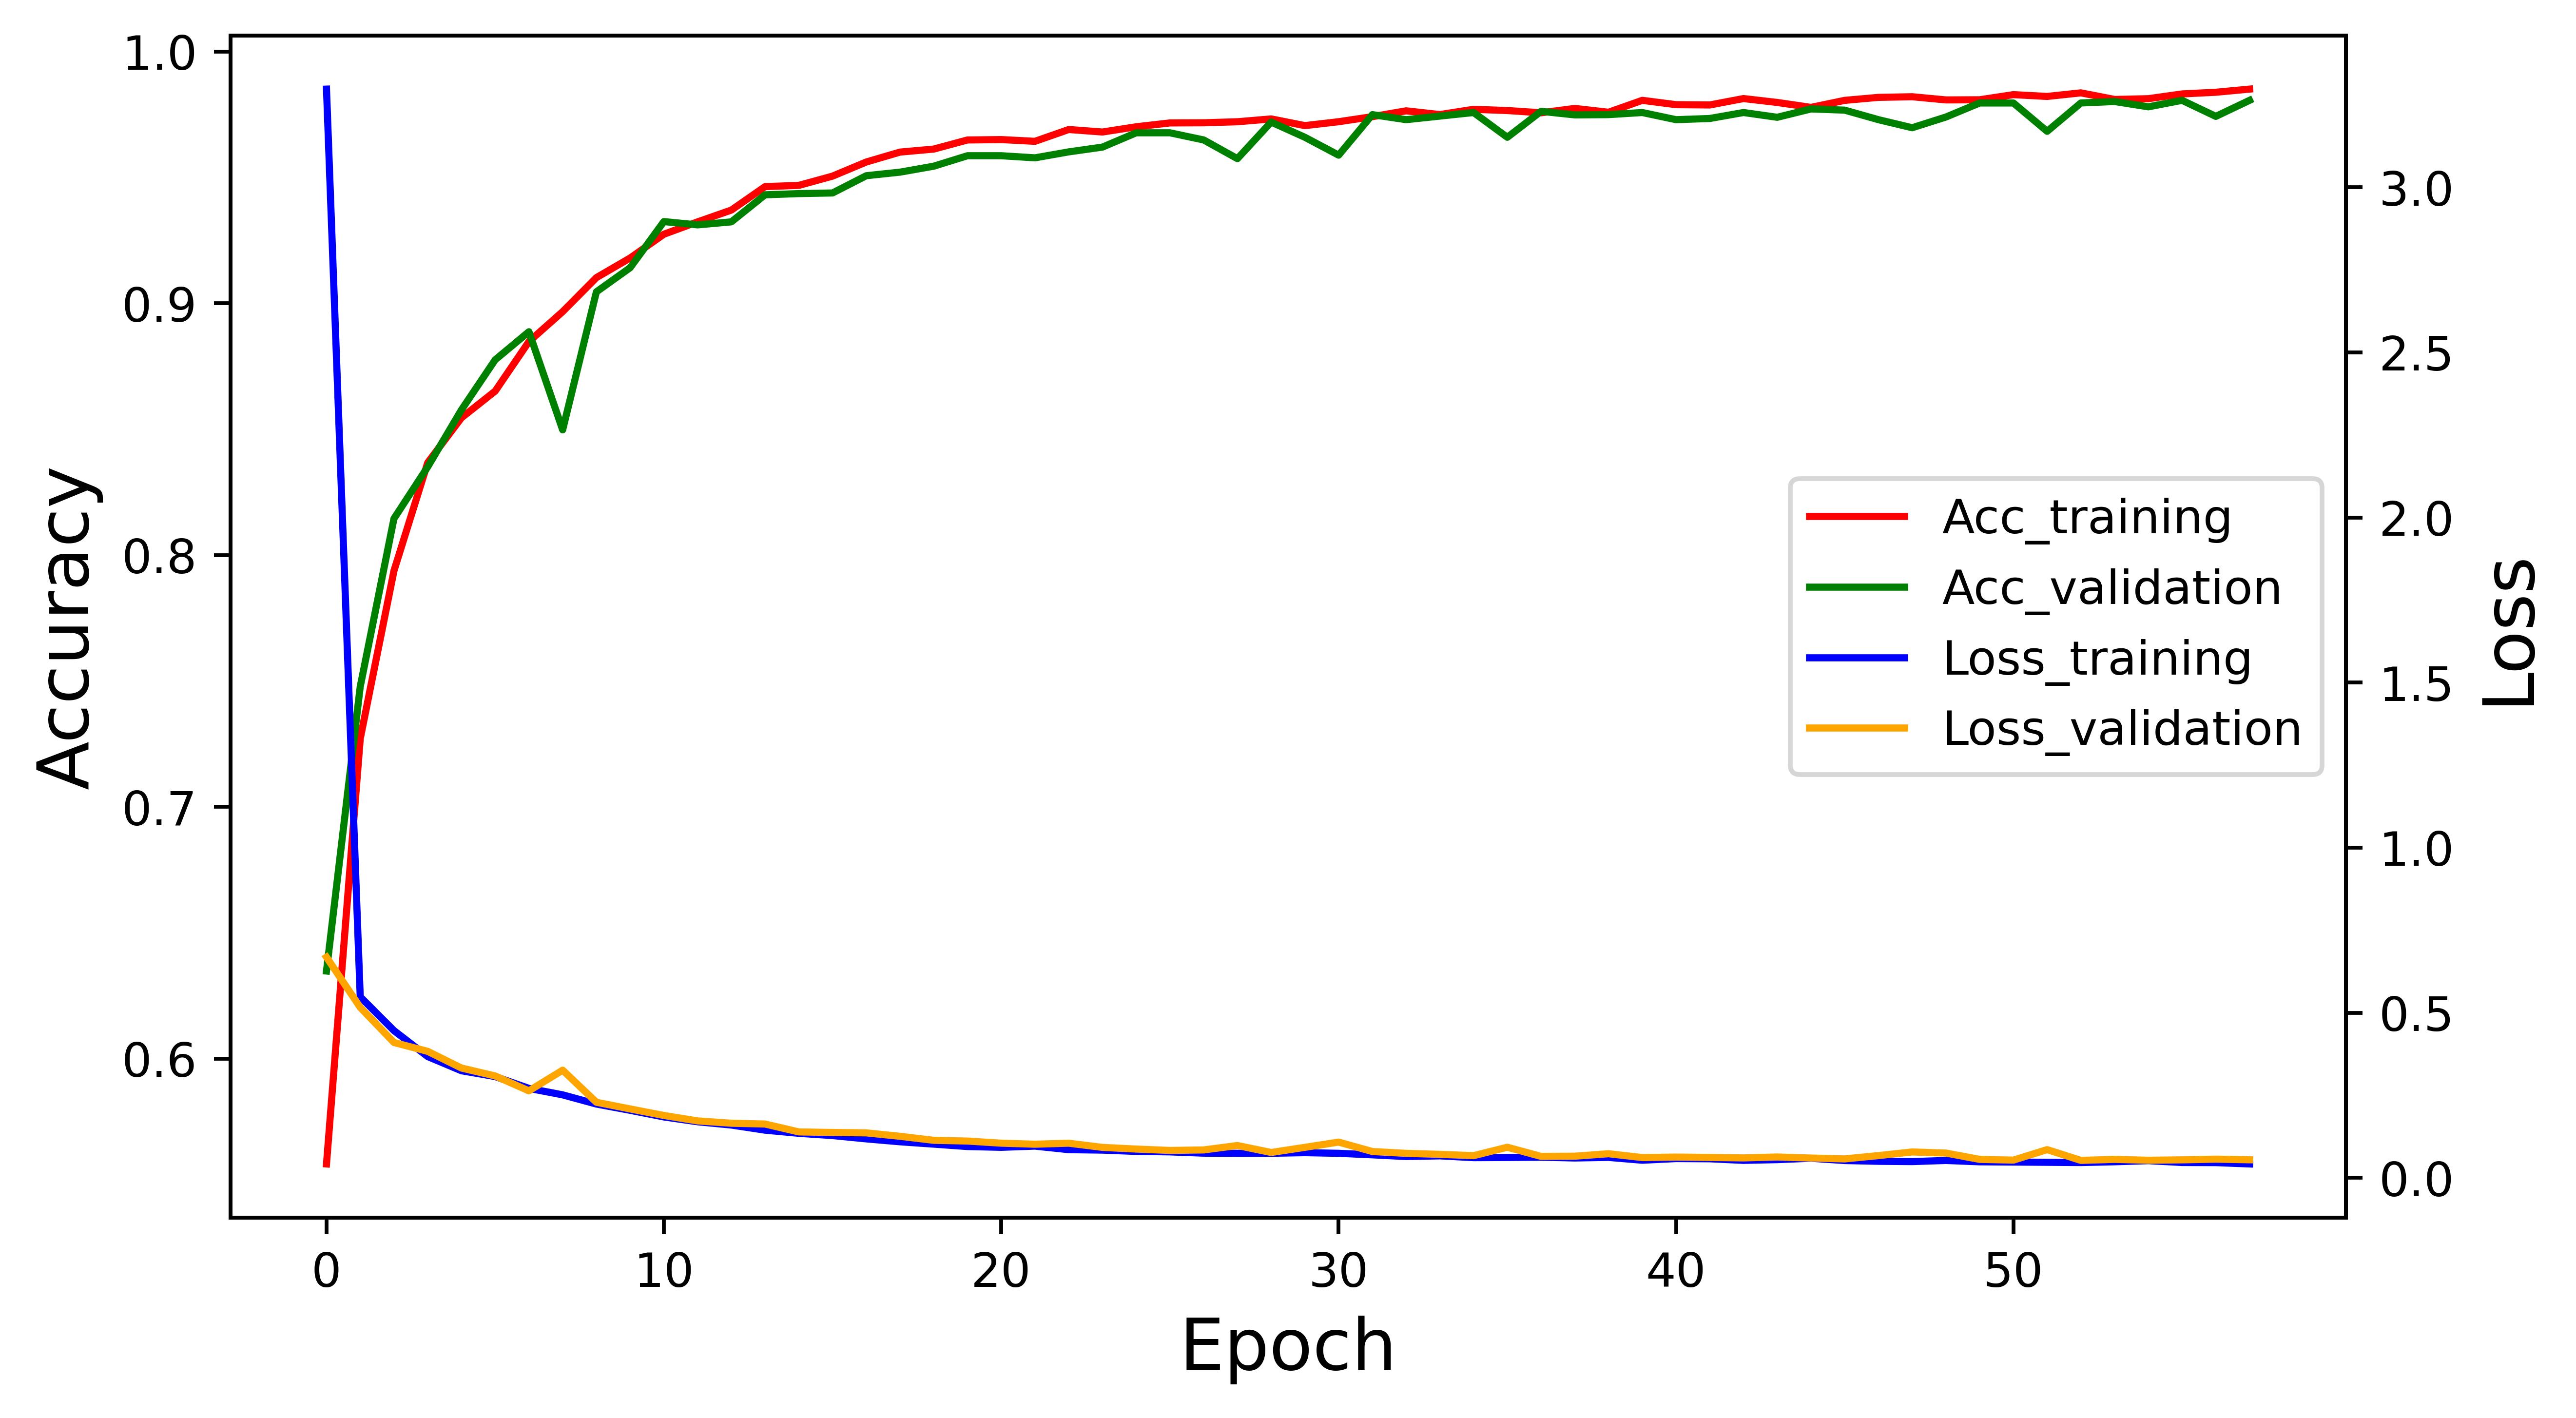 1.0
0.9
0.8
0.7
0.6
Accuracy
3.0
2.5
2.0
1.5
1.0
0.5
0.0
Loss
Acc_training
Acc_validation
Loss_training
Loss_validation
0 10 20 30 40 50
Epoch